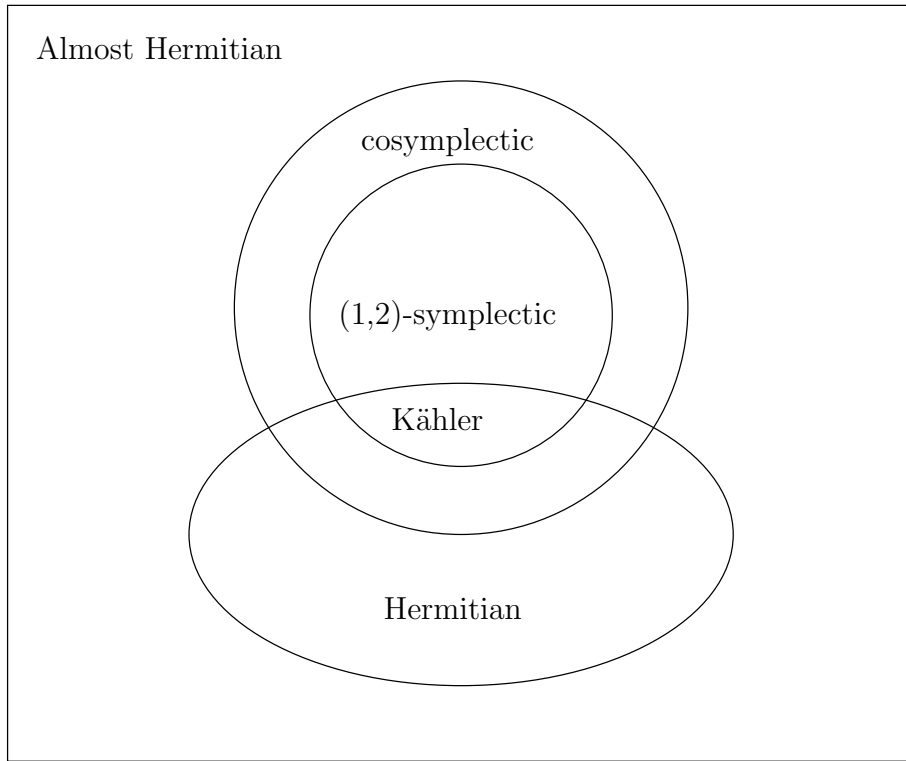 Almost Hermitian
cosymplectic
(1,2)-symplectic
Kähler
Hermitian